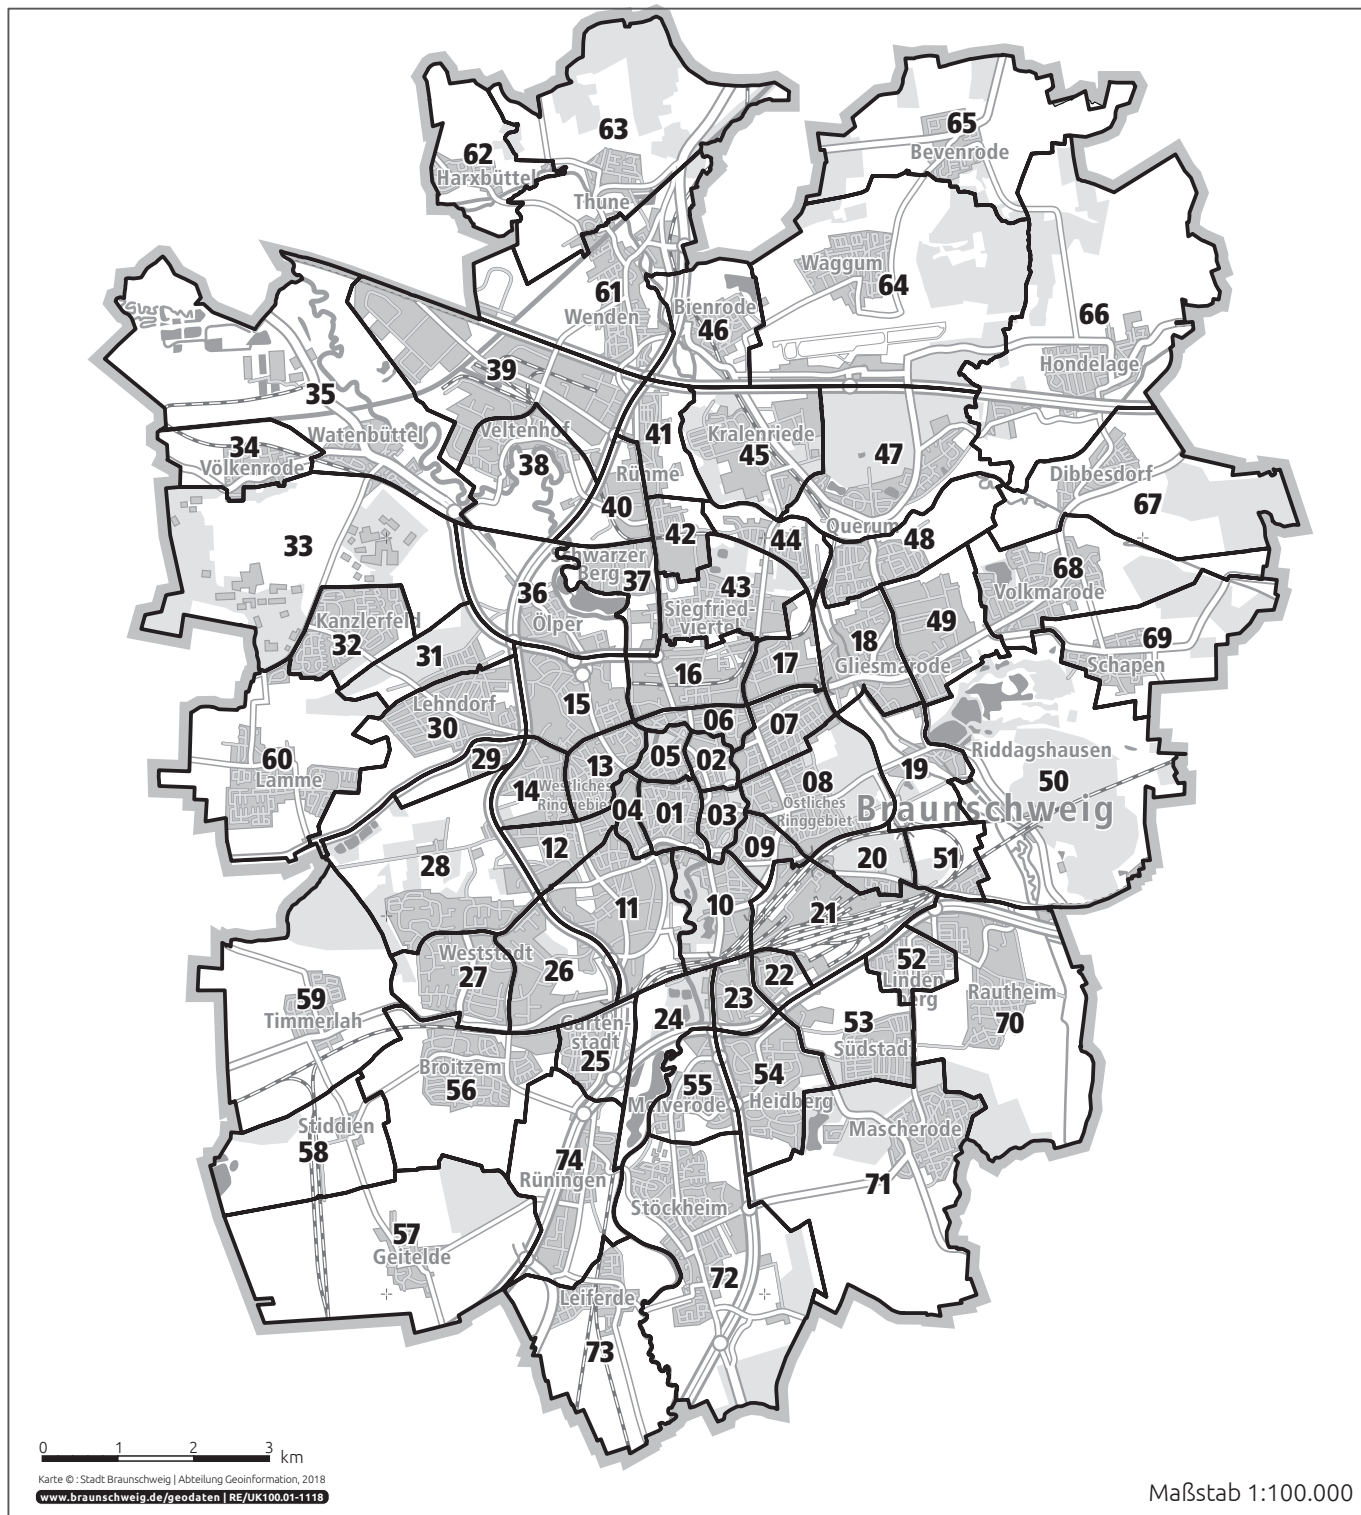 63
65
Bevenrode
62
Harxbüttel
Thune
Waggum
64
61
Wenden
Bienrode
46
66
Hondelage
39
35
Veltenhof
Watenbüttel
34
Völkenrode
38
41
Rühme
Kralenriede
45
47
Dibbesdorf
67
40
42
44
Querum
48
33
Schwarzer
Berg
37
36
Ölper
43
Siegfried-
viertel
68
Volkmarode
49
Kanzlerfeld
32
31
18
Gliesmarode
69
Schapen
16
17
Lehndorf
30
15
06
07
Riddagshausen
50
60
Lamme
29
13
05
02
08
19
14
Westliches
Ringgebiet
04
01
03
Östliches
Ringgebiet
Braunschweig
12
09
20
51
28
11
10
21
Weststadt
27
26
22
52
Linden-
berg
Rautheim
70
59
Timmerlah
23
24
53
Südstadt
Garten-
stadt
25
Broitzem
56
55
Melverode
54
Heidberg
Mascherode
71
Stiddien
58
74
Rüningen
Stöckheim
57
Geitelde
72
Leiferde
73
0 1 2 3 km
Karte © : Stadt Braunschweig | Abteilung Geoinformation, 2018
www.braunschweig.de/geodaten | RE/UK100.01-1118
Maßstab 1:100.000